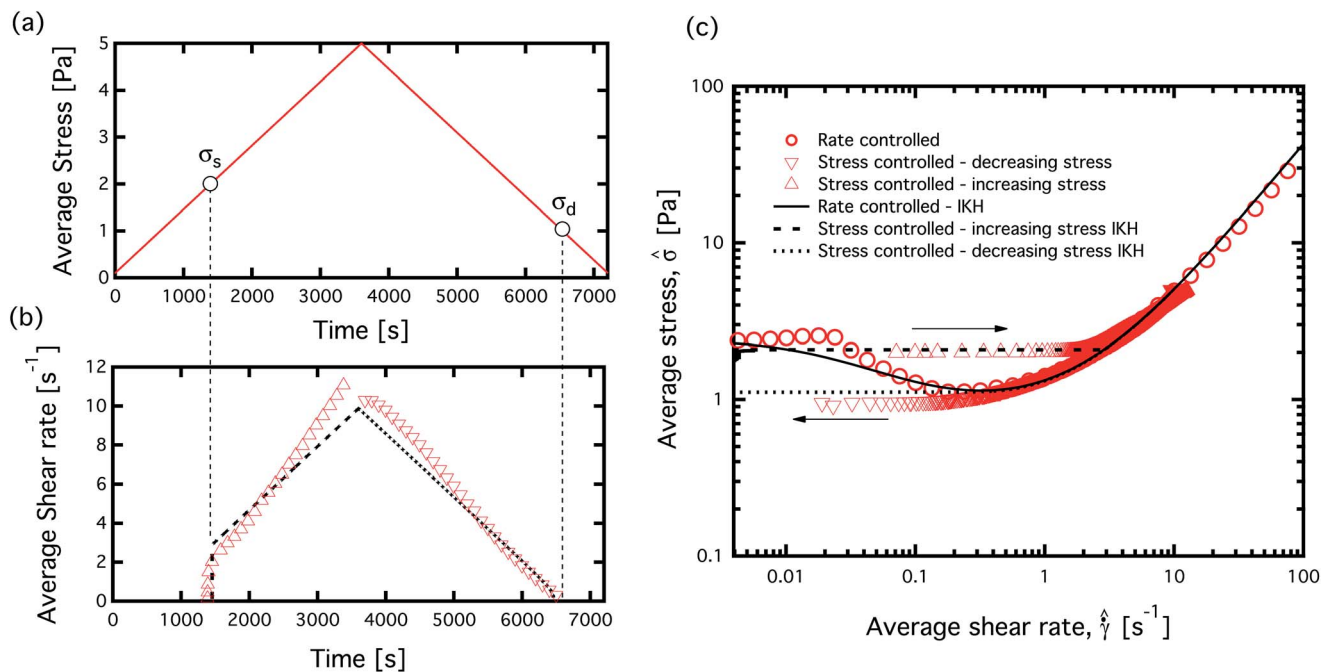 (a)
Average Stress [Pa]
5
4
3
2
1
0
σs
σd
0 1000 2000 3000 4000 5000 6000 7000
Time [s]
(b)
Average Shear rate [s⁻¹]
12
10
8
6
4
2
0
0 1000 2000 3000 4000 5000 6000 7000
Time [s]
(c)
Average stress, σ̂ [Pa]
100
10
1
0.1
Rate controlled
Stress controlled - decreasing stress
Stress controlled - increasing stress
Rate controlled - IKH
Stress controlled - increasing stress IKH
Stress controlled - decreasing stress IKH
0.01 0.1 1 10 100
Average shear rate, γ̇̂ [s⁻¹]